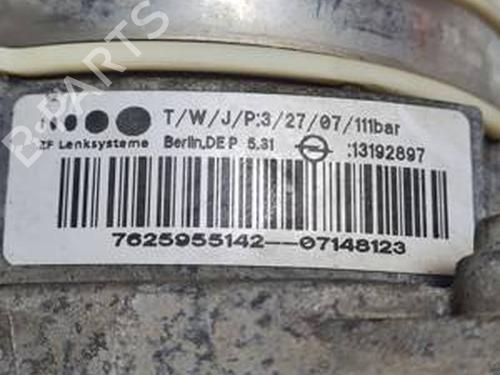 B-PARTS
T/W/J/P:3/27/07/111bar
ZF Lenksysteme Berlin,DE P 5.31 :13192897
7625955142--07148123